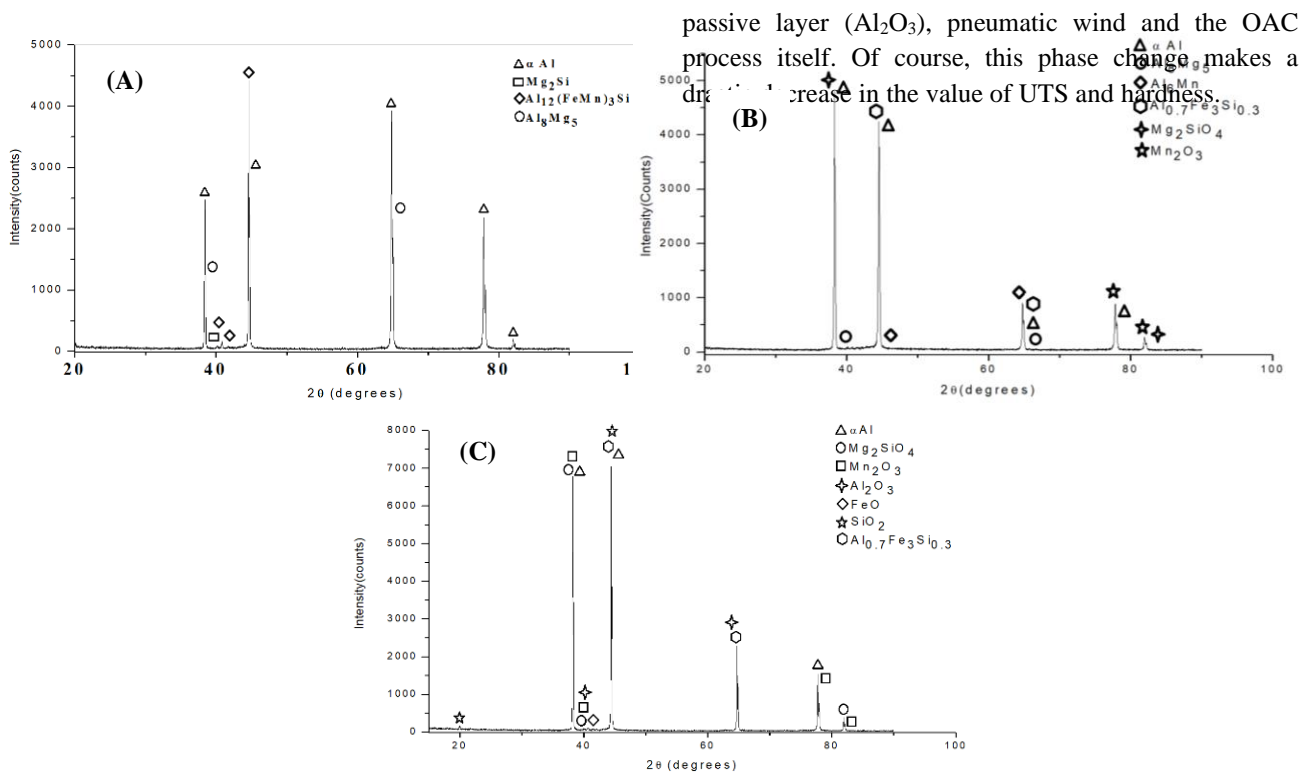 passive layer (Al₂O₃), pneumatic wind and the OAC
process itself. Of course, this phase change makes a
decrease in the value of UTS and hardness.
(A)
α Al
Mg₂Si
Al₁₂(FeMn)₃Si
Al₈Mg₅
5000
4000
3000
2000
1000
0
Intensity(counts)
20 40 60 80 1
2θ (degrees)
(B)
α Al
Mg₅
Mn
Al₀.₇Fe₃Si₀.₃
Mg₂SiO₄
Mn₂O₃
5000
4000
3000
2000
1000
0
Intensity(Counts)
20 40 60 80 100
2θ(degrees)
(C)
αAl
Mg₂SiO₄
Mn₂O₃
Al₂O₃
FeO
SiO₂
Al₀.₇Fe₃Si₀.₃
8000
7000
6000
5000
4000
3000
2000
1000
0
Intensity(counts)
20 40 60 80 100
2θ (degrees)